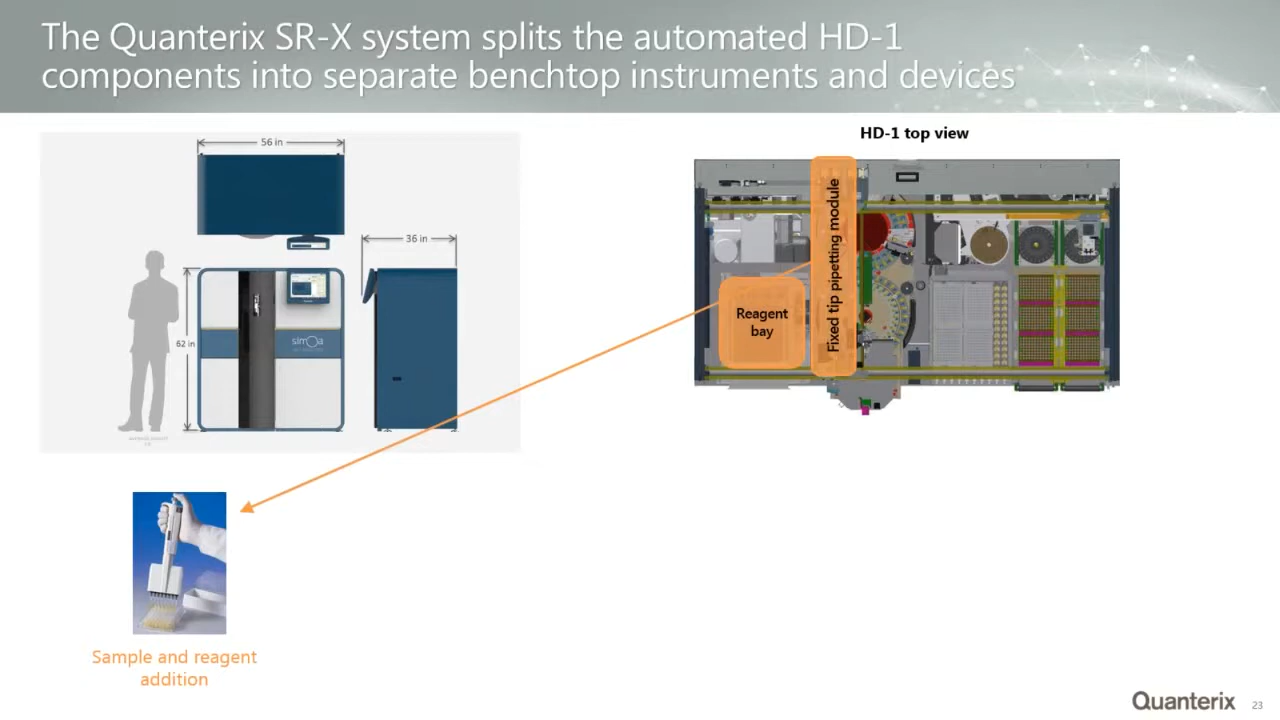 The Quanterix SR-X system splits the automated HD-1
components into separate benchtop instruments and devices
HD-1 top view
56 in
36 in
62 in
simoa
Fixed tip pipetting module
Reagent
bay
Sample and reagent
addition
Quanterix
23